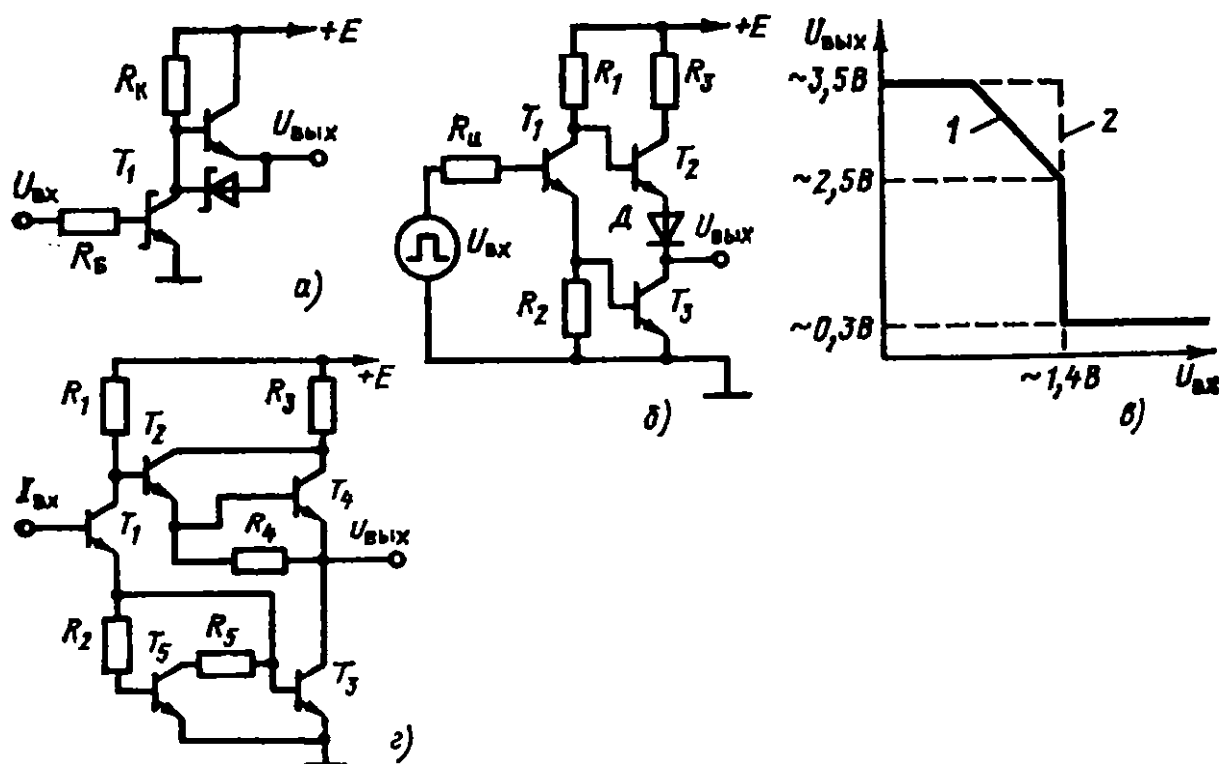 +E
R_К
U_вых
T_1
U_вх
R_Б
а)
+E
R_1
R_3
T_1
R_и
T_2
Д
U_вых
U_вх
R_2
T_3
б)
U_вых
~3,5В
1
2
~2,5В
~0,3В
~1,4В
U_вх
в)
+E
R_1
R_3
T_2
I_вх
T_1
T_4
R_4
U_вых
R_2
T_5
R_5
T_3
г)